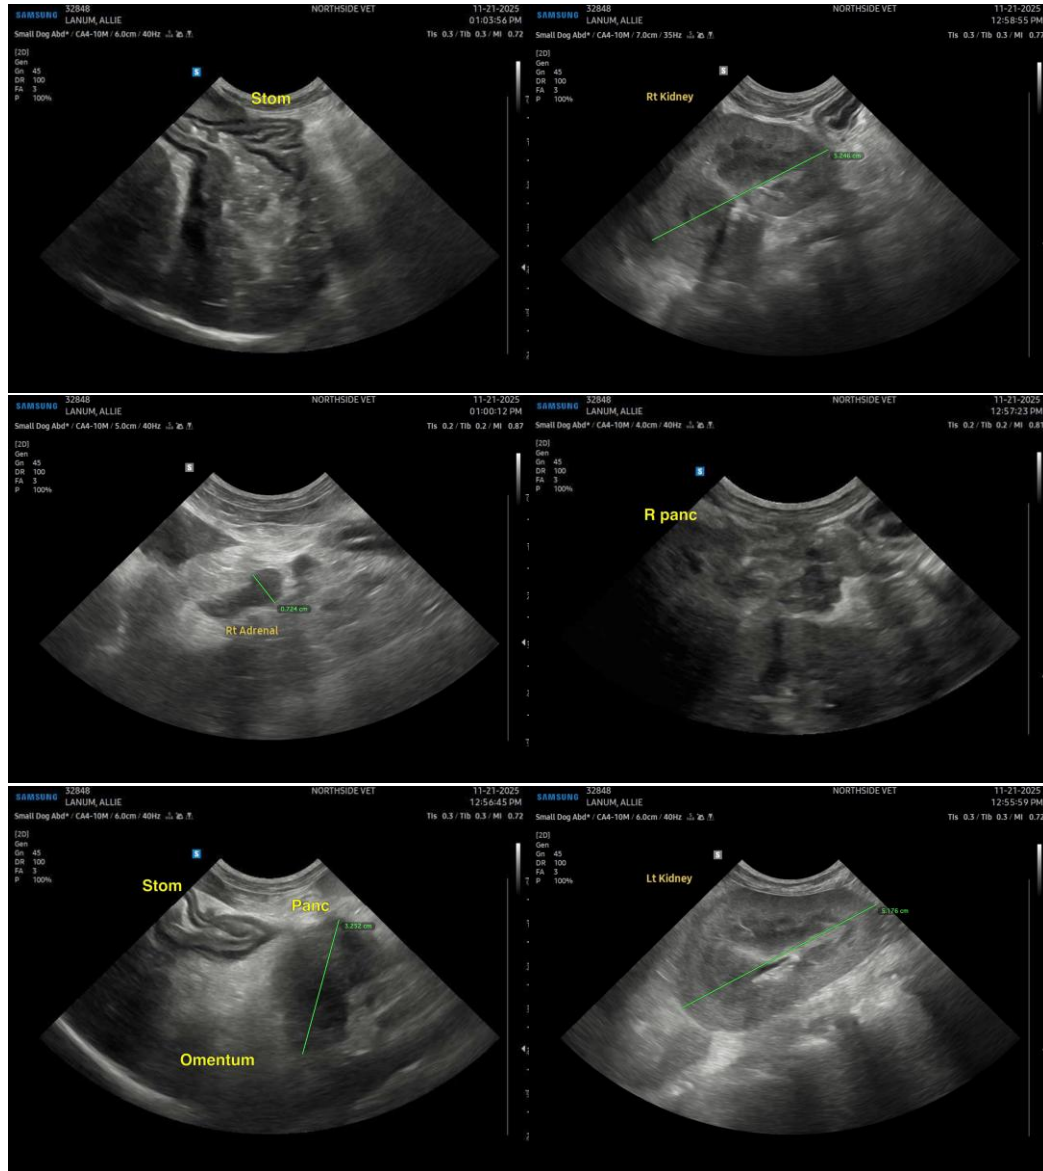 SAMSUNG 32848 NORTHSIDE VET 11-21-2025
LANUM, ALLIE 01:03:56 PM
Small Dog Abd* / CA4-10M / 6.0cm / 40Hz TIs 0.3 / TIb 0.3 / MI 0.72
[2D]
Gen
Gn 45
DR 100
FA 3
P 100%
S
Stom
32848 NORTHSIDE VET 11-21-2025
SAMSUNG LANUM, ALLIE 12:58:55 PM
Small Dog Abd* / CA4-10M / 7.0cm / 35Hz TIs 0.3 / TIb 0.3 / MI 0.77
[2D]
Gen
Gn 45
DR 100
FA 3
P 100%
S
Rt Kidney
5.246 cm
32848 NORTHSIDE VET 11-21-2025
SAMSUNG LANUM, ALLIE 01:00:12 PM
Small Dog Abd* / CA4-10M / 5.0cm / 40Hz TIs 0.2 / TIb 0.2 / MI 0.87
[2D]
Gen
Gn 45
DR 100
FA 3
P 100%
S
0.724 cm
Rt Adrenal
32848 NORTHSIDE VET 11-21-2025
SAMSUNG LANUM, ALLIE 12:57:23 PM
Small Dog Abd* / CA4-10M / 4.0cm / 40Hz TIs 0.2 / TIb 0.2 / MI
[2D]
Gen
Gn 45
DR 100
FA 3
P 100%
S
R panc
32848 NORTHSIDE VET 11-21-2025
SAMSUNG LANUM, ALLIE 12:56:45 PM
Small Dog Abd* / CA4-10M / 6.0cm / 40Hz TIs 0.3 / TIb 0.3 / MI 0.72
[2D]
Gen
Gn 45
DR 100
FA 3
P 100%
S
Stom
Panc
3.252 cm
Omentum
32848 NORTHSIDE VET 11-21-2025
SAMSUNG LANUM, ALLIE 12:55:59 PM
Small Dog Abd* / CA4-10M / 6.0cm / 40Hz TIs 0.3 / TIb 0.3 / MI 0.72
[2D]
Gen
Gn 45
DR 100
FA 3
P 100%
S
Lt Kidney